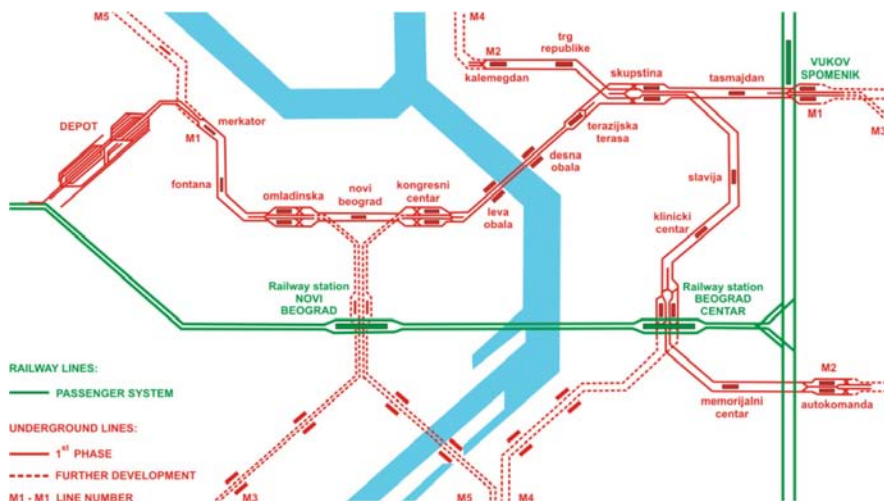 M5
M4
M2
trg
republike
kalemegdan
skupstina
tasmajdan
VUKOV
SPOMENIK
M1
M3
DEPOT
M1
merkator
terazijska
terasa
desna
obala
fontana
omladinska
novi
beograd
kongresni
centar
leva
obala
slavija
klinicki
centar
Railway station
NOVI
BEOGRAD
Railway station
BEOGRAD
CENTAR
RAILWAY LINES:
PASSENGER SYSTEM
M2
memorijalni
centar
autokomanda
UNDERGROUND LINES:
1st PHASE
FURTHER DEVELOPMENT
M1 - M1 LINE NUMBER
M3
M5
M4